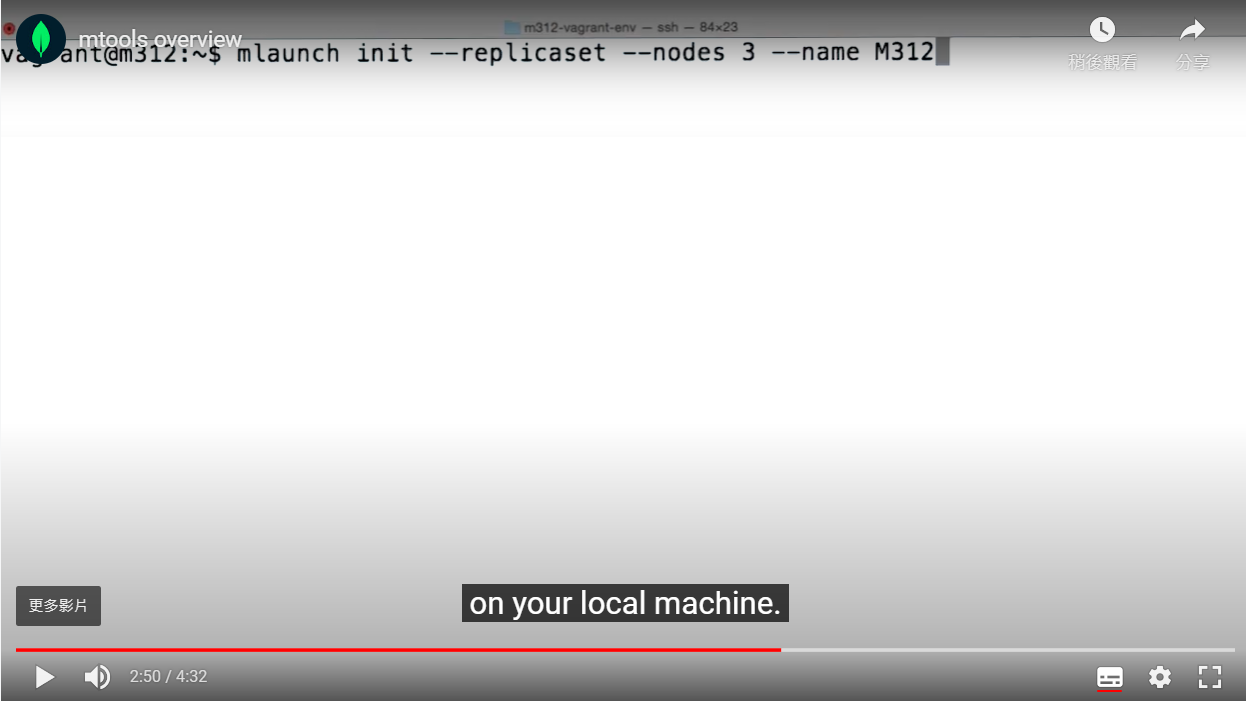 m312-vagrant-env — ssh — 84×23
mtools overview
vagrant@m312:~$ mlaunch init --replicaset --nodes 3 --name M312
稍後觀看
分享
更多影片
on your local machine.
2:50 / 4:32